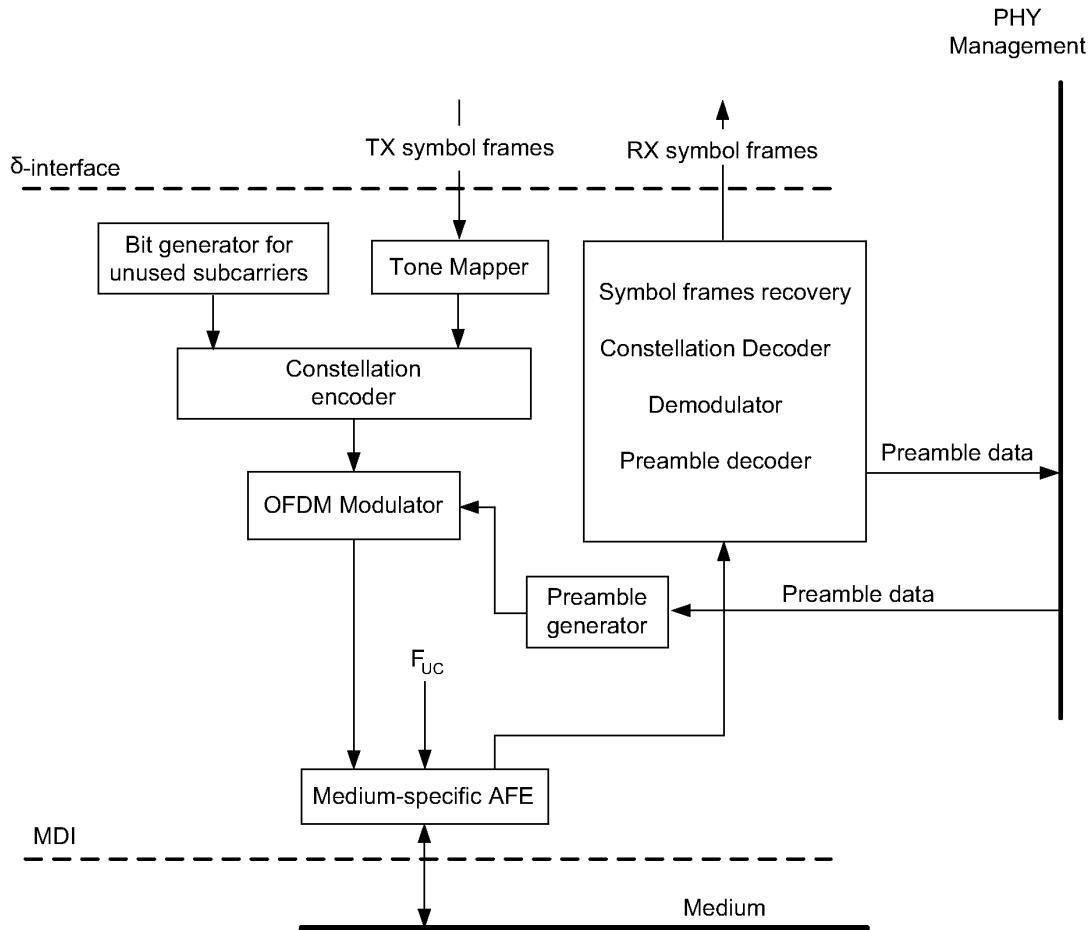 PHY
Management
TX symbol frames
RX symbol frames
δ-interface
Bit generator for
unused subcarriers
Tone Mapper
Symbol frames recovery
Constellation Decoder
Demodulator
Preamble decoder
Constellation
encoder
Preamble data
OFDM Modulator
Preamble
generator
Preamble data
FUC
Medium-specific AFE
MDI
Medium